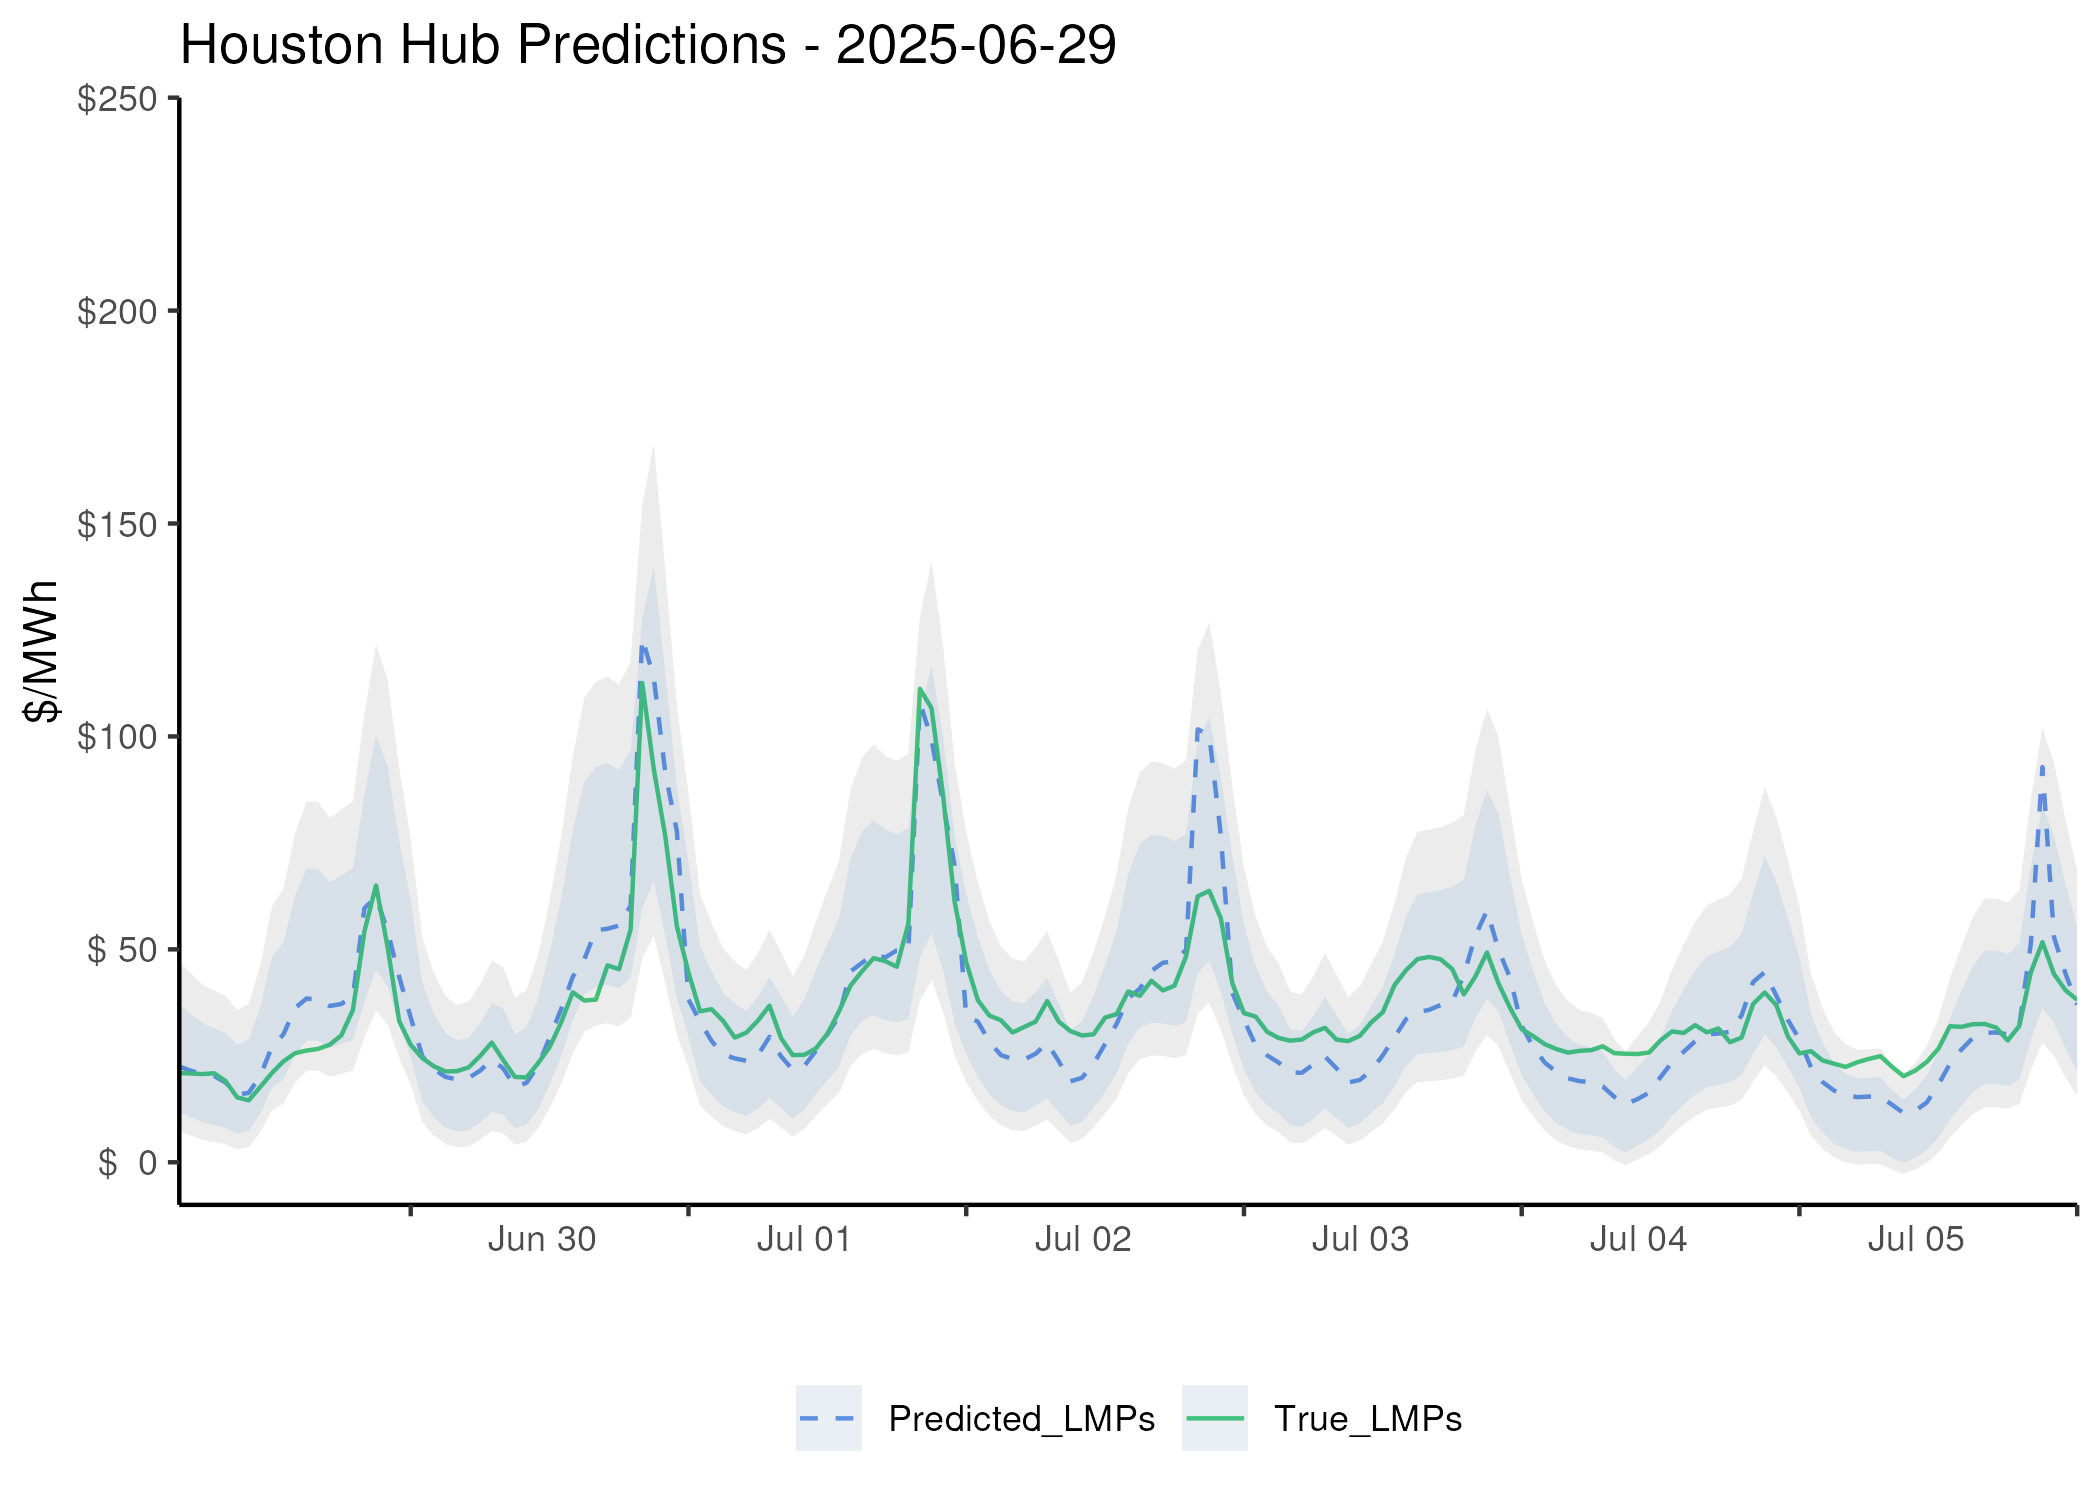 Houston Hub Predictions - 2025-06-29
$250
$200
$150
$100
$ 50
$  0
$/MWh
Jun 30
Jul 01
Jul 02
Jul 03
Jul 04
Jul 05
Predicted_LMPs
True_LMPs